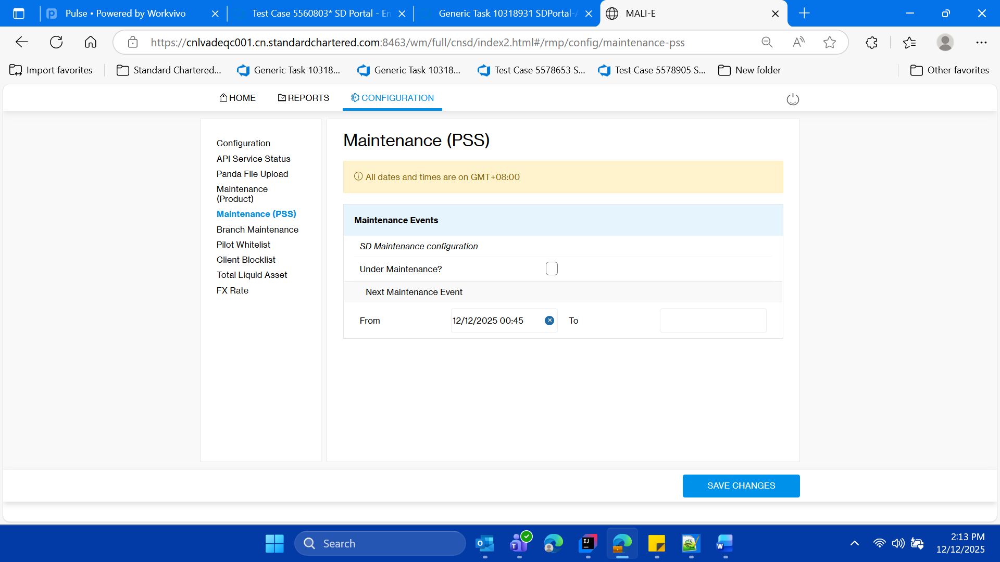 Pulse • Powered by Workvivo
Test Case 5560803* SD Portal - En
Generic Task 10318931 SDPortal-A
MALI-E
https://cnlvadeqc001.cn.standardchartered.com:8463/wm/full/cnsd/index2.html#/rmp/config/maintenance-pss
Import favorites
Standard Chartered...
Generic Task 10318...
Generic Task 10318...
Test Case 5578653 S...
Test Case 5578905 S...
New folder
Other favorites
HOME
REPORTS
CONFIGURATION
Configuration
API Service Status
Panda File Upload
Maintenance
(Product)
Maintenance (PSS)
Branch Maintenance
Pilot Whitelist
Client Blocklist
Total Liquid Asset
FX Rate
Maintenance (PSS)
All dates and times are on GMT+08:00
Maintenance Events
SD Maintenance configuration
Under Maintenance?
Next Maintenance Event
From
12/12/2025 00:45
To
SAVE CHANGES
Search
2:13 PM
12/12/2025